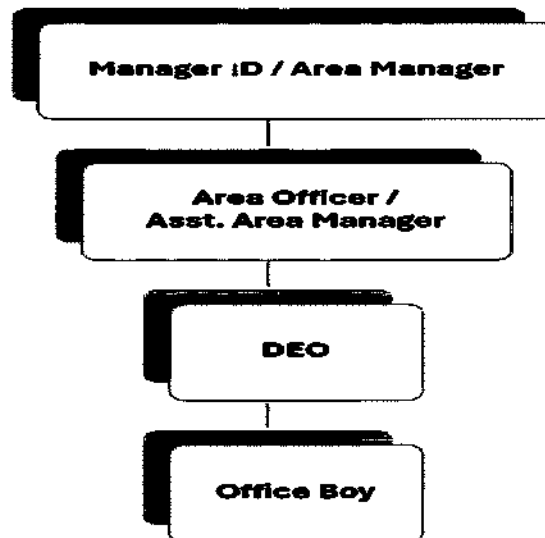 Manager ID / Area Manager
Area Officer /
Asst. Area Manager
DEO
Office Boy